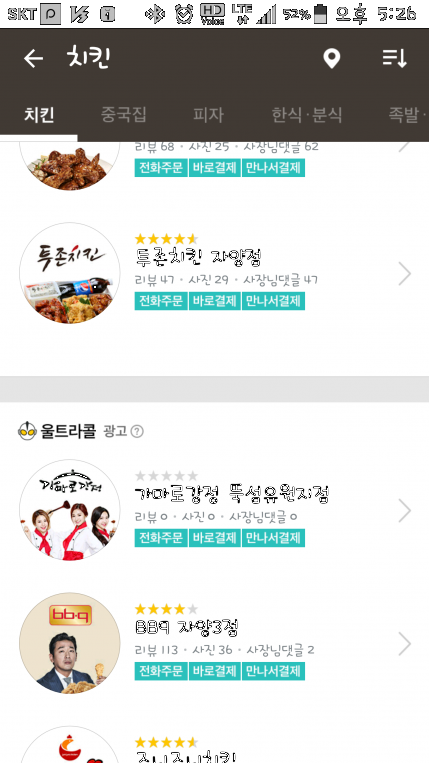 SKT HD Voice LTE 52% 오후 5:26
치킨
치킨 중국집 피자 한식·분식 족발·
리뷰 68 · 사진 25 · 사장님댓글 62
전화주문 바로결제 만나서결제
투존치킨
투존치킨 자양점
리뷰 47 · 사진 29 · 사장님댓글 47
전화주문 바로결제 만나서결제
울트라콜 광고 ?
가마로강정
가마로강정 뚝섬유원지점
리뷰 0 · 사진 0 · 사장님댓글 0
전화주문 바로결제 만나서결제
bb.q
BBQ 자양3점
리뷰 113 · 사진 36 · 사장님댓글 2
전화주문 바로결제 만나서결제